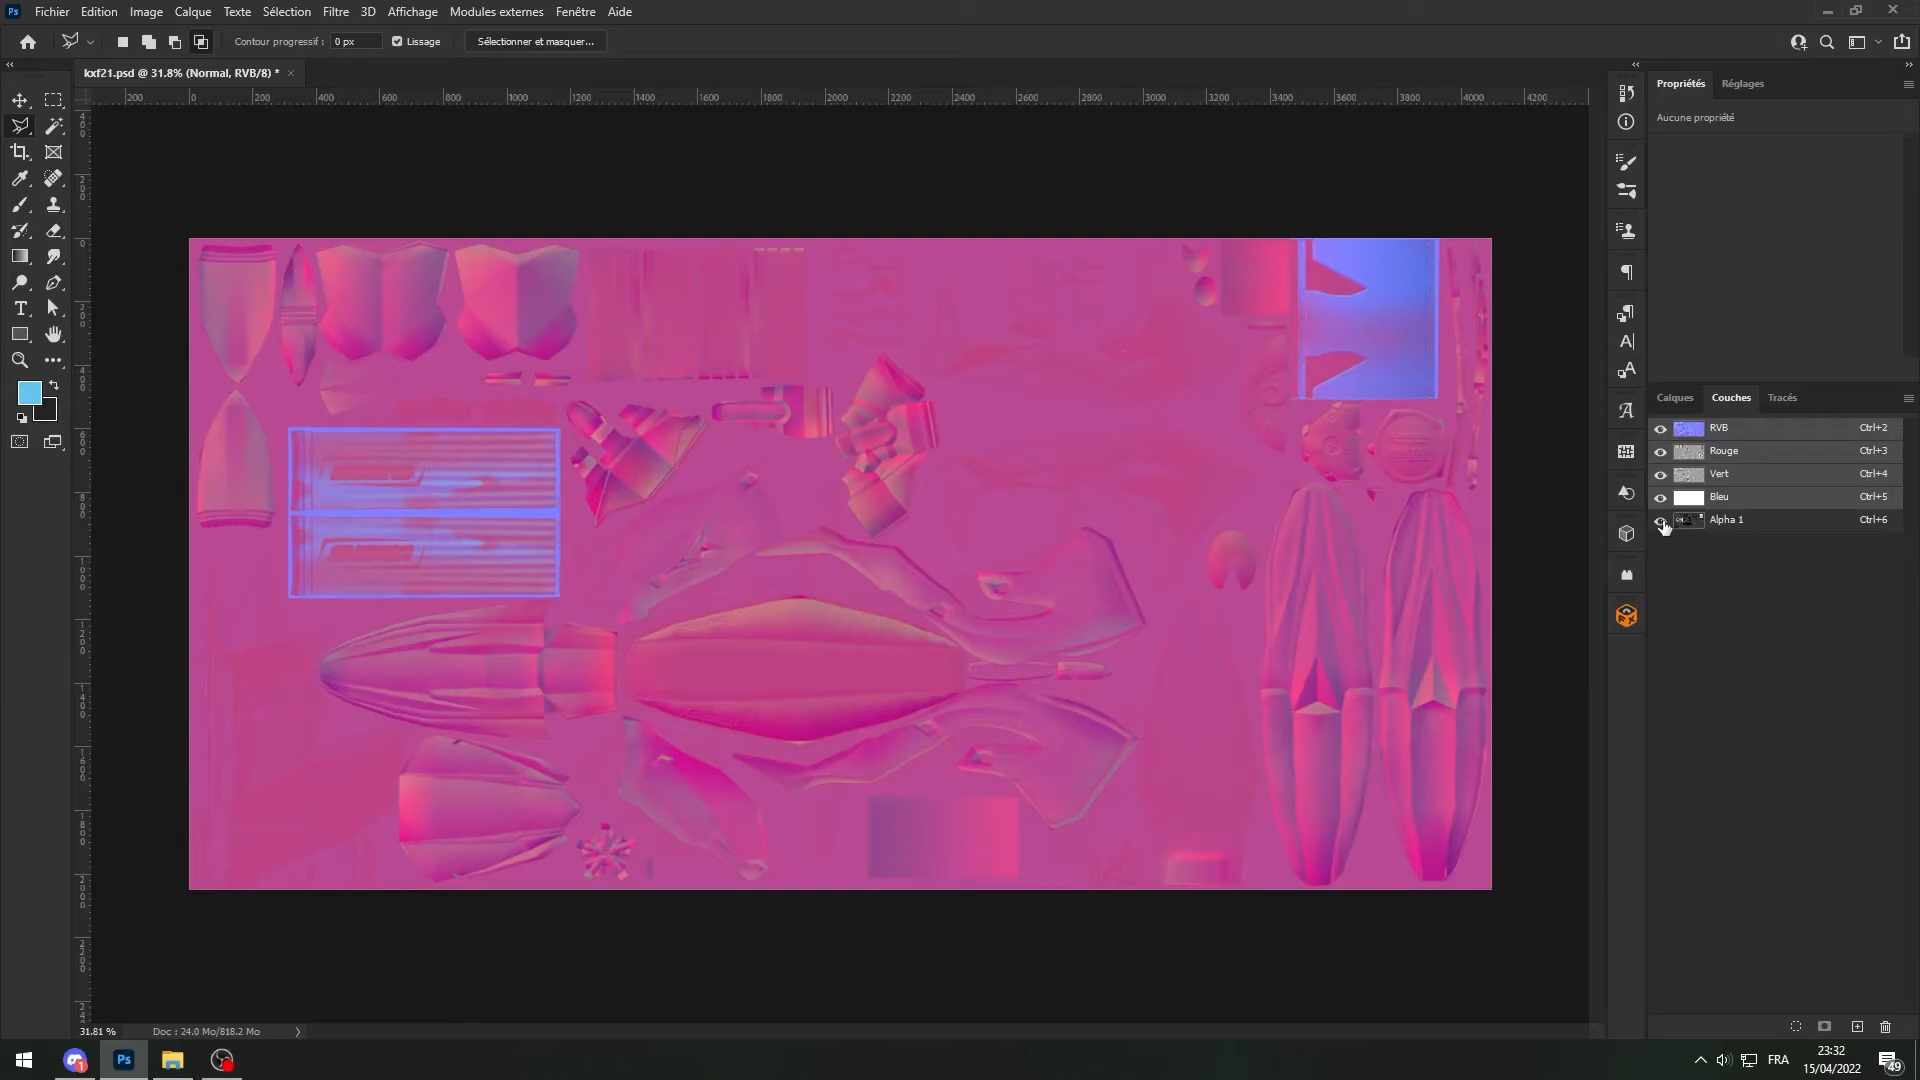 Ps Fichier Edition Image Calque Texte Sélection Filtre 3D Affichage Modules externes Fenêtre Aide
Contour progressif : 0 px Lissage Sélectionner et masquer...
kxf21.psd @ 31.8% (Normal, RVB/8) *
200 0 200 400 600 800 1000 1200 1400 1600 1800 2000 2200 2400 2600 2800 3000 3200 3400 3600 3800 4000 4200
Propriétés Réglages
Aucune propriété
Calques Couches Tracés
RVB Ctrl+2
Rouge Ctrl+3
Vert Ctrl+4
Bleu Ctrl+5
Alpha 1 Ctrl+6
31.81 % Doc : 24.0 Mo/818.2 Mo
Ps FRA 23:32
15/04/2022 49